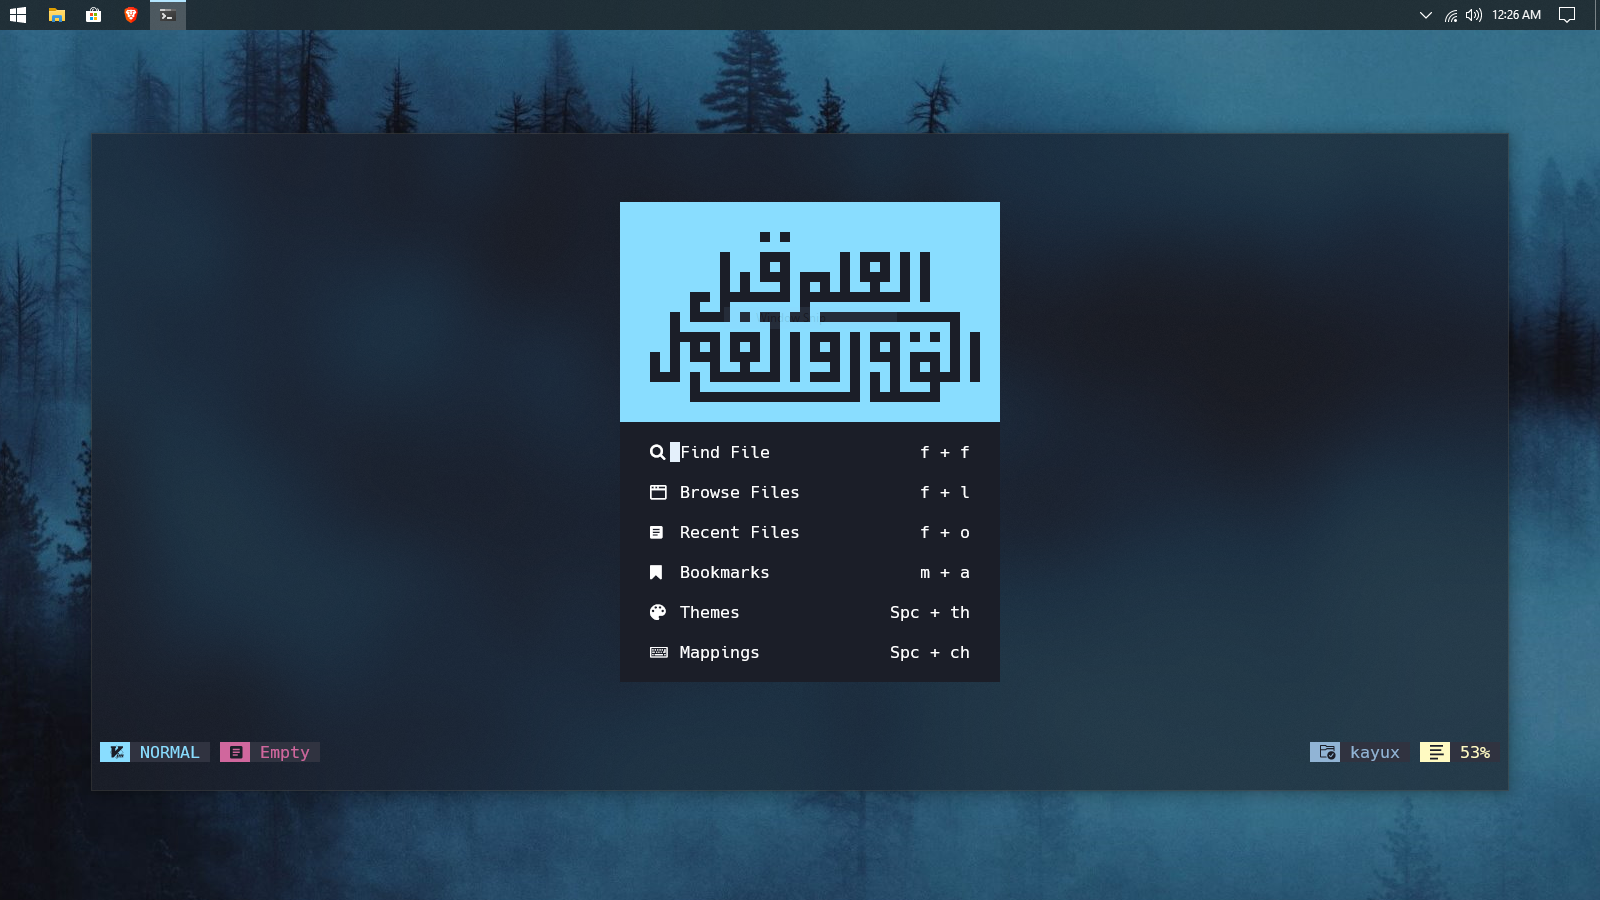 12:26 AM
العلم قبل
القول والعمل
Find File f + f
Browse Files f + l
Recent Files f + o
Bookmarks m + a
Themes Spc + th
Mappings Spc + ch
NORMAL Empty kayux 53%